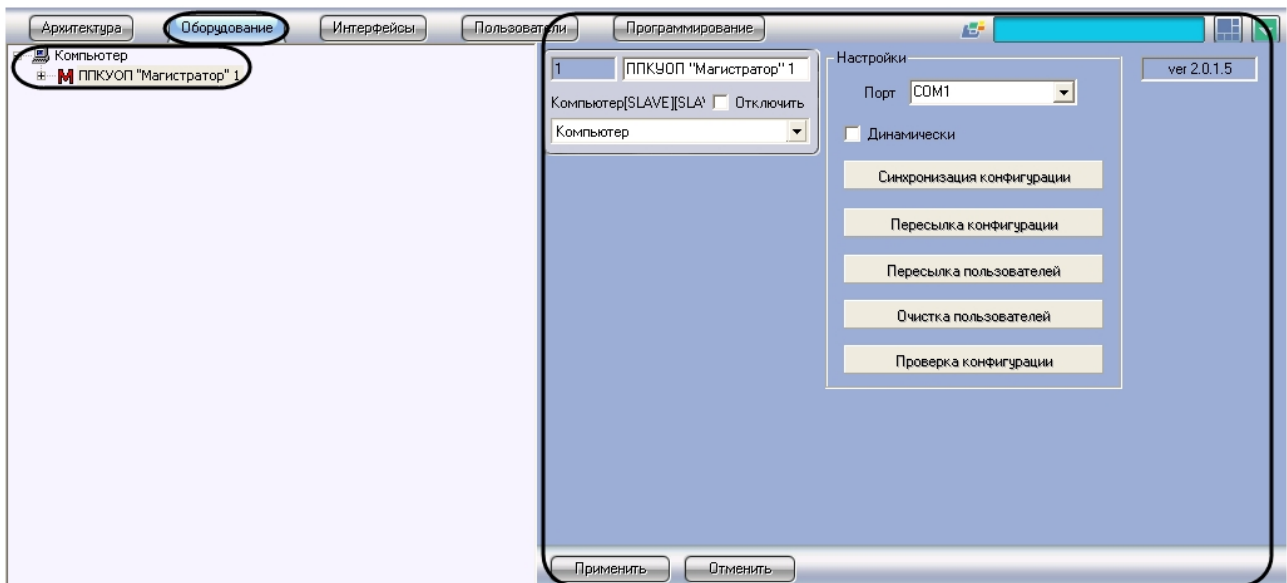 Архитектура Оборудование Интерфейсы Пользователи Программирование
Компьютер
ППКУОП "Магистратор" 1
1 ППКУОП "Магистратор" 1
Компьютер[SLAVE][SLA' Отключить
Компьютер
Настройки
Порт COM1
Динамически
Синхронизация конфигурации
Пересылка конфигурации
Пересылка пользователей
Очистка пользователей
Проверка конфигурации
ver 2.0.1.5
Применить Отменить